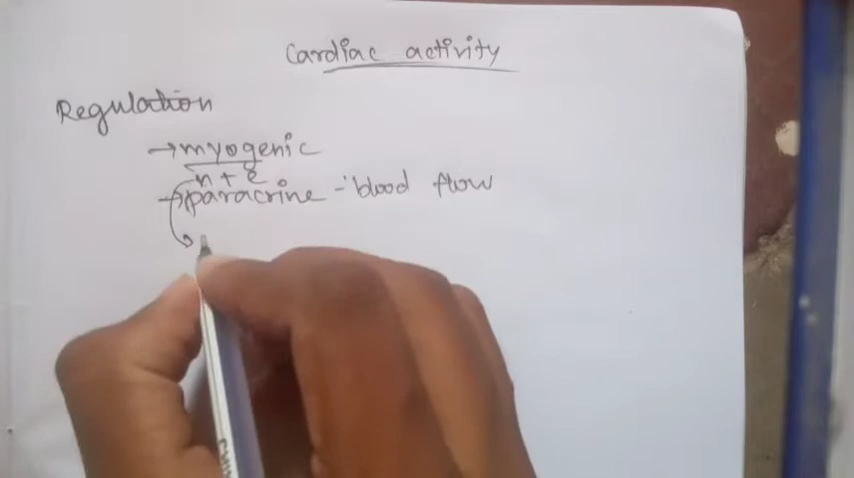 Cardiac activity
Regulation
→ myogenic
n + e
→ paracrine - blood flow